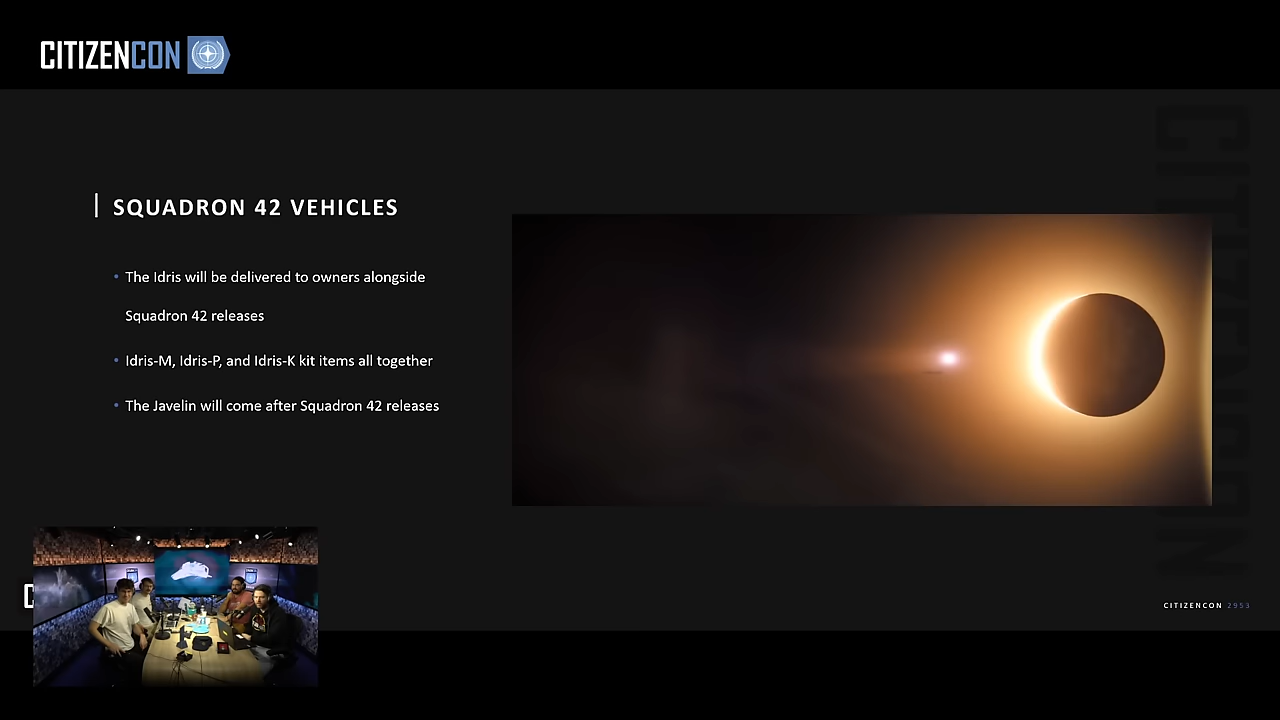 CITIZENCON
SQUADRON 42 VEHICLES
• The Idris will be delivered to owners alongside
Squadron 42 releases
• Idris-M, Idris-P, and Idris-K kit items all together
• The Javelin will come after Squadron 42 releases
CITIZENCON
CITIZENCON 2953